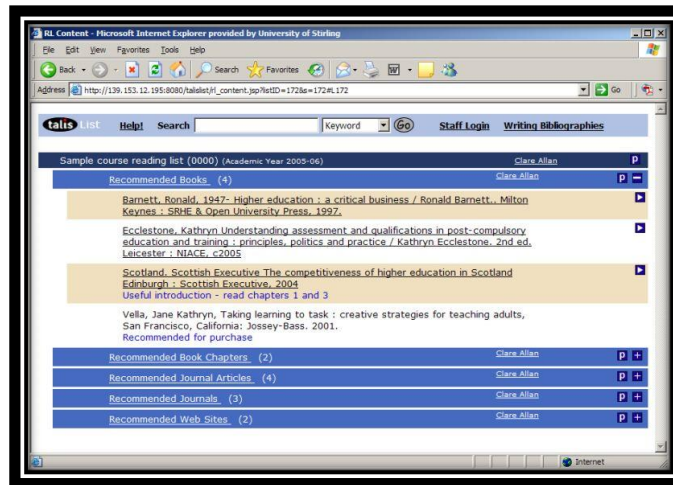 RL Content - Microsoft Internet Explorer provided by University of Stirling
File Edit View Favorites Tools Help
Back Search Favorites
Address http://139.153.12.195:8080/talislist/rl_content.jsp?listID=172&s=172#L172 Go
talis List Help! Search Keyword Go Staff Login Writing Bibliographies
Sample course reading list (0000) (Academic Year 2005-06) Clare Allan p
Recommended Books (4) Clare Allan p
Barnett, Ronald, 1947- Higher education : a critical business / Ronald Barnett.. Milton
Keynes : SRHE & Open University Press, 1997.
Ecclestone, Kathryn Understanding assessment and qualifications in post-compulsory
education and training : principles, politics and practice / Kathryn Ecclestone. 2nd ed.
Leicester : NIACE, c2005
Scotland. Scottish Executive The competitiveness of higher education in Scotland
Edinburgh : Scottish Executive, 2004
Useful introduction - read chapters 1 and 3
Vella, Jane Kathryn, Taking learning to task : creative strategies for teaching adults,
San Francisco, California: Jossey-Bass. 2001.
Recommended for purchase
Recommended Book Chapters (2) Clare Allan p +
Recommended Journal Articles (4) Clare Allan p +
Recommended Journals (3) Clare Allan p +
Recommended Web Sites (2) Clare Allan p +
Internet